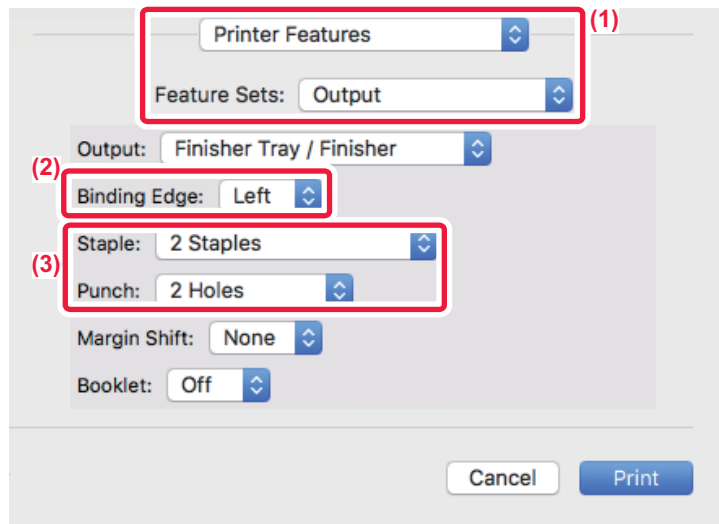 Printer Features (1)
Feature Sets: Output
Output: Finisher Tray / Finisher
(2)
Binding Edge: Left
Staple: 2 Staples
(3)
Punch: 2 Holes
Margin Shift: None
Booklet: Off
Cancel Print